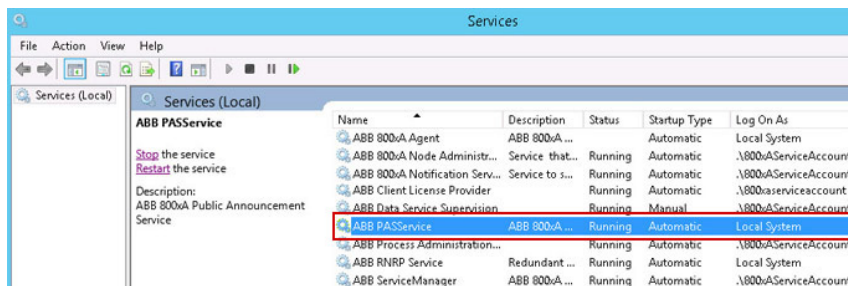 Services
File Action View Help
Services (Local)
Services (Local)
ABB PASService
Stop the service
Restart the service
Description:
ABB 800xA Public Announcement
Service
Name Description Status Startup Type Log On As
ABB 800xA Agent ABB 800xA ... Automatic Local System
ABB 800xA Node Administr... Service that... Running Automatic .\800xAServiceAccount
ABB 800xA Notification Serv... Service to s... Running Automatic .\800xAServiceAccount
ABB Client License Provider Running Automatic .\800xaserviceaccount
ABB Data Service Supervision Running Manual .\800xAServiceAccount
ABB PASService ABB 800xA ... Running Automatic Local System
ABB Process Administration... Running Automatic .\800xAServiceAccount
ABB RNRP Service Redundant ... Running Automatic Local System
ABB ServiceManager ABB 800xA ... Running Automatic .\800xAServiceAccount